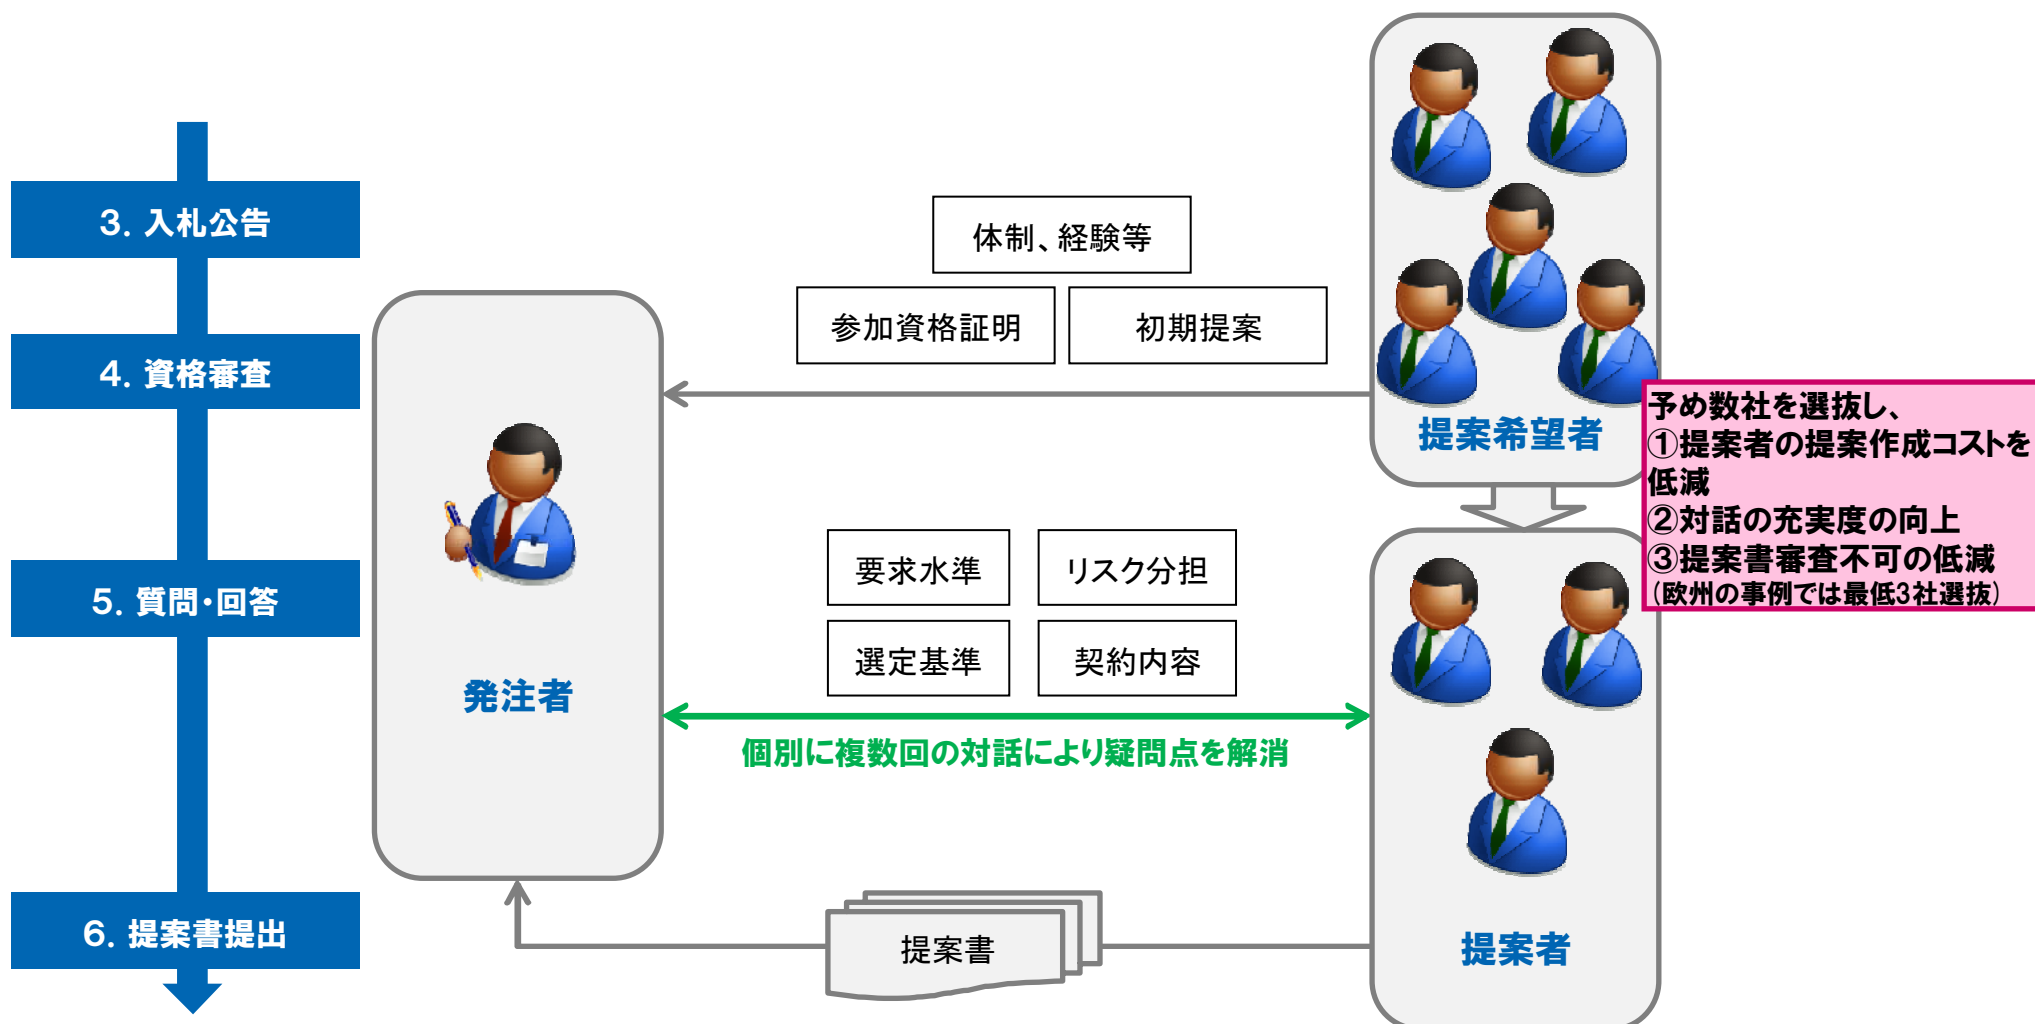 3. 入札公告
4. 資格審査
5. 質問・回答
6. 提案書提出
発注者
体制、経験等
参加資格証明
初期提案
提案希望者
予め数社を選抜し、
①提案者の提案作成コストを
低減
②対話の充実度の向上
③提案書審査不可の低減
(欧州の事例では最低3社選抜)
要求水準
リスク分担
選定基準
契約内容
個別に複数回の対話により疑問点を解消
提案書
提案者